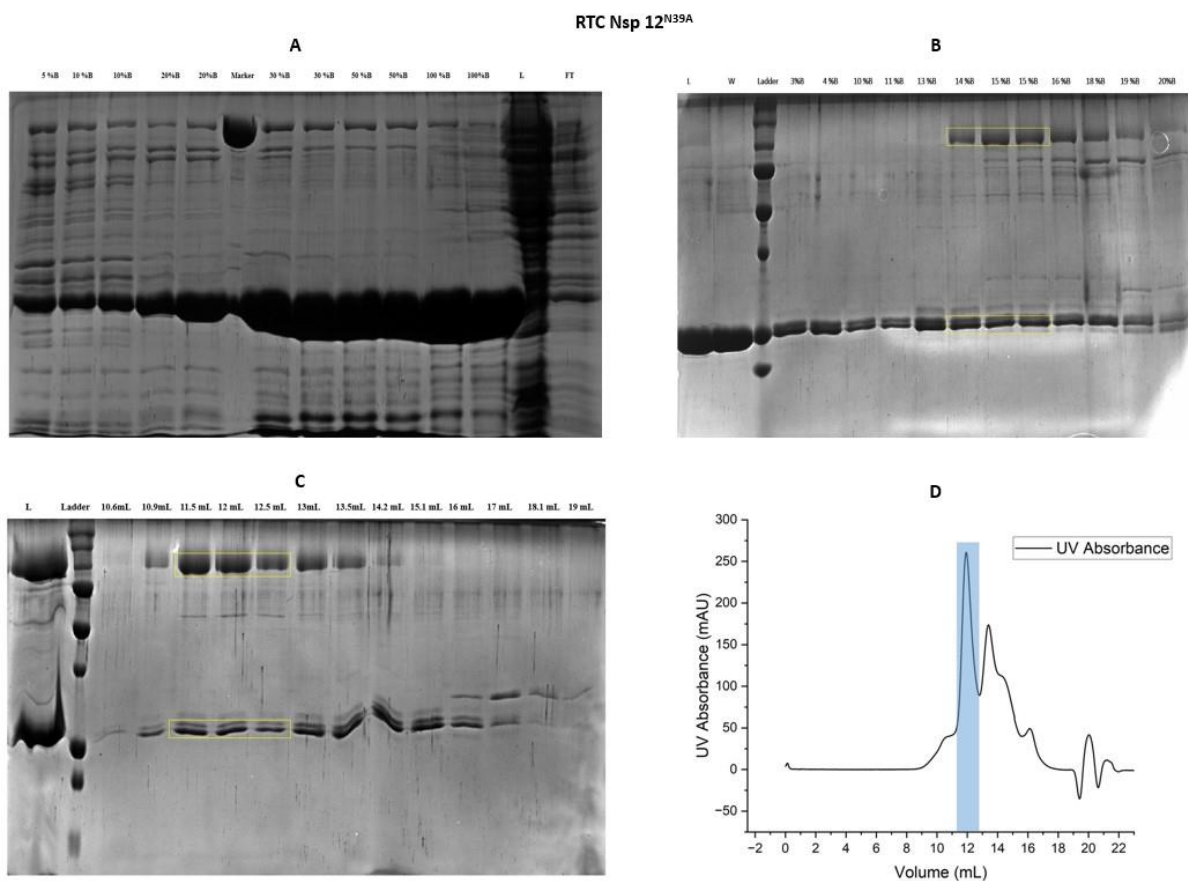 RTC Nsp 12N39A
A
5 %B 10 %B 10%B 20%B 20%B Marker 30 %B 30 %B 50 %B 50%B 100 %B 100%B L FT
B
L W Ladder 3%B 4 %B 10 %B 11 %B 13 %B 14 %B 15 %B 15 %B 16 %B 18 %B 19 %B 20%B
C
L Ladder 10.6mL 10.9mL 11.5 mL 12 mL 12.5 mL 13mL 13.5mL 14.2 mL 15.1 mL 16 mL 17 mL 18.1 mL 19 mL
D
300
250
200
150
100
50
0
−50
UV Absorbance (mAU)
UV Absorbance
−2 0 2 4 6 8 10 12 14 16 18 20 22
Volume (mL)